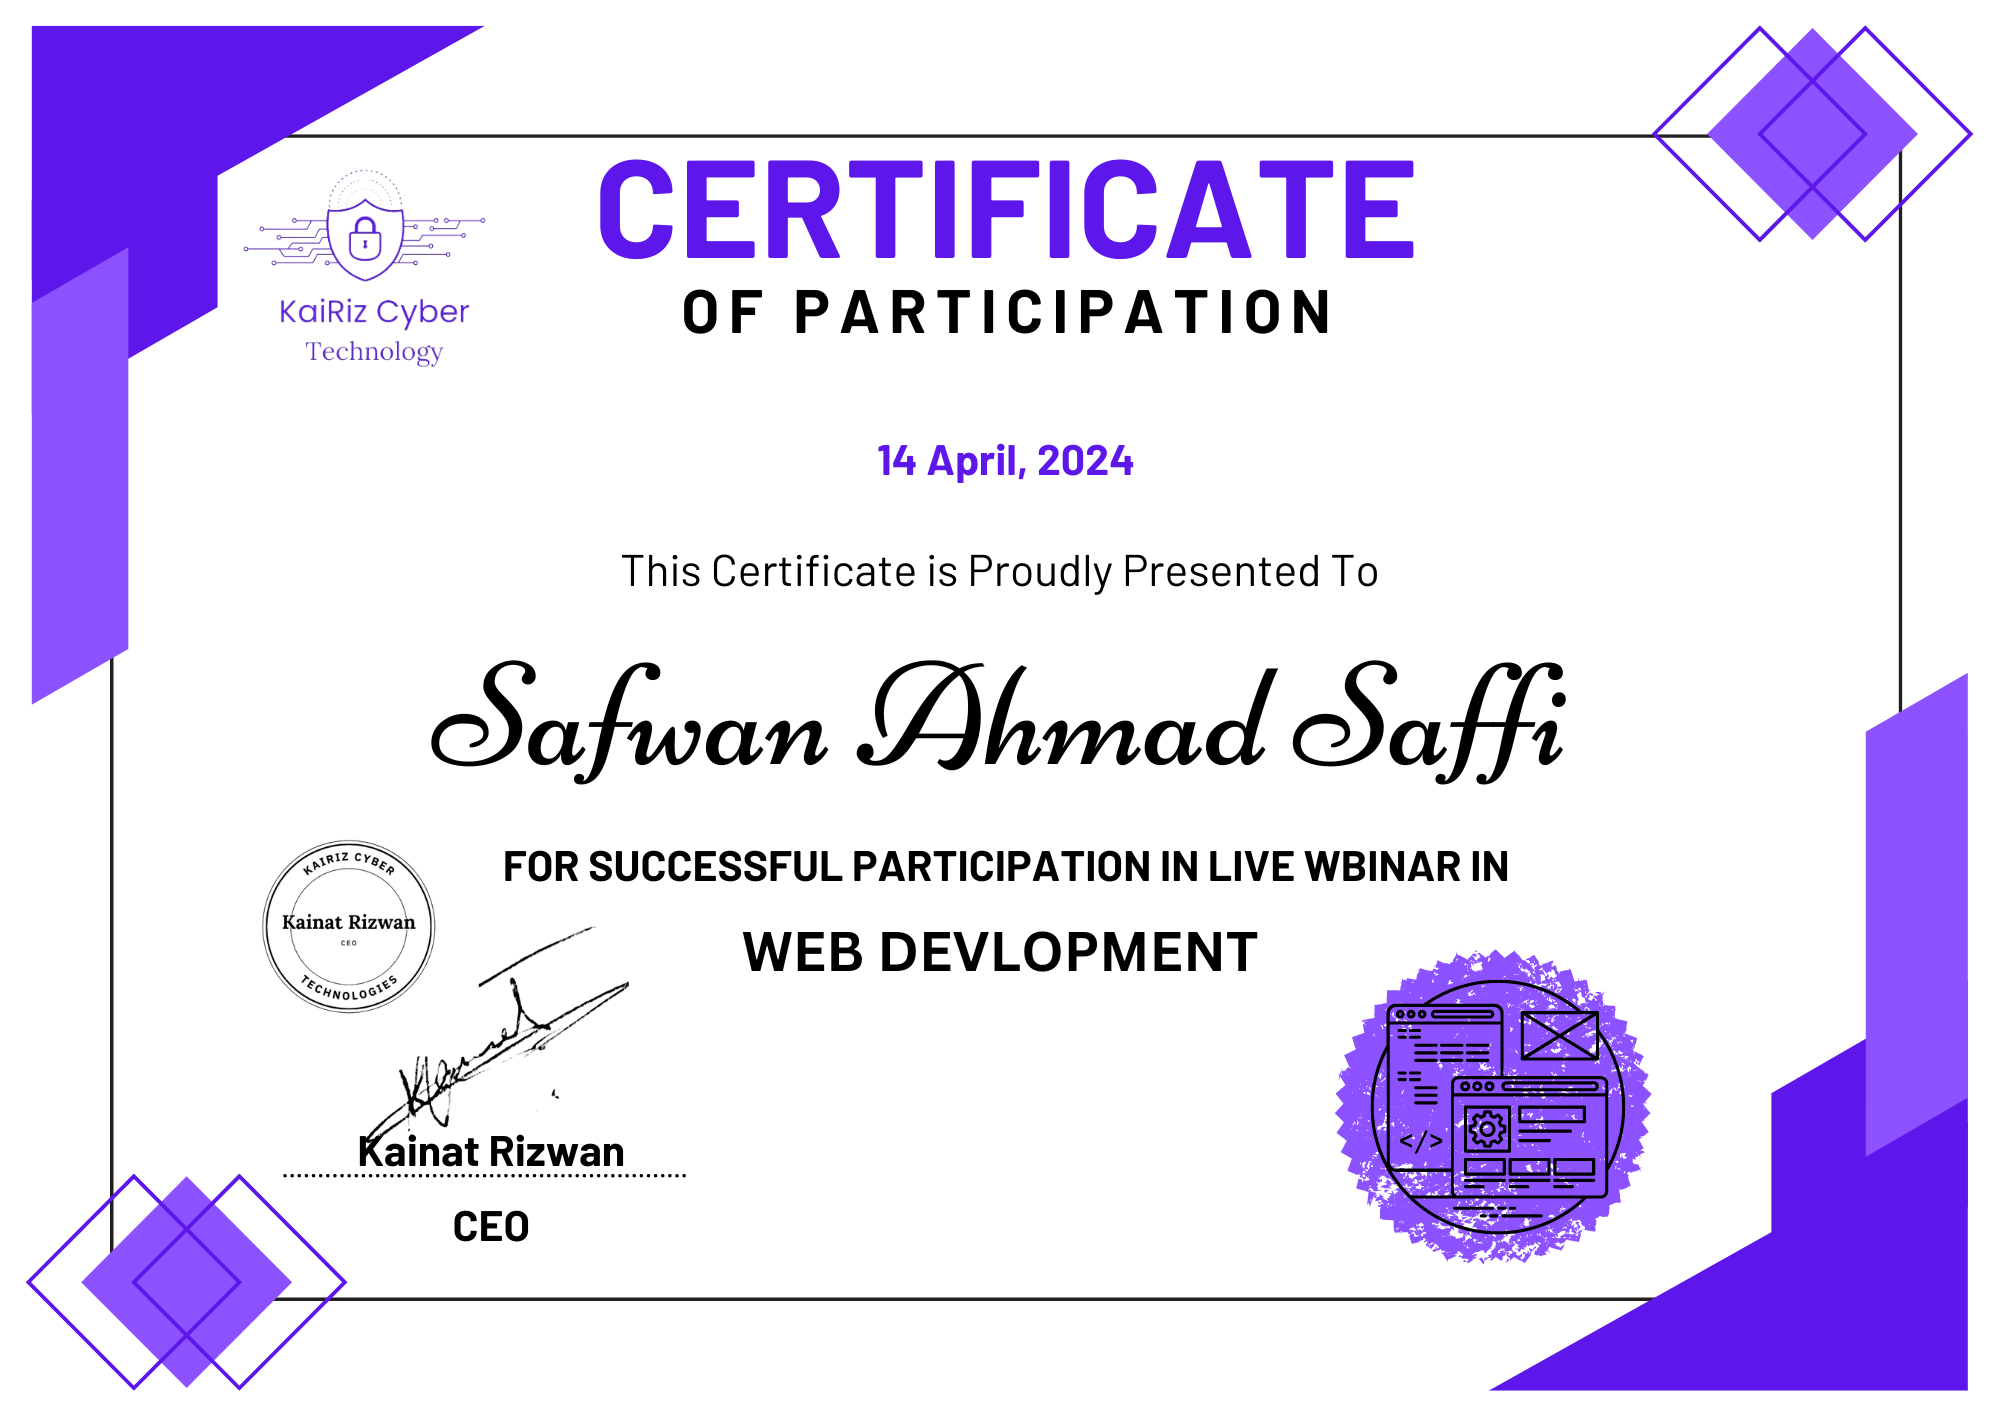 CERTIFICATE
OF PARTICIPATION
KaiRiz Cyber
Technology
14 April, 2024
This Certificate is Proudly Presented To
Safwan Ahmad Saffi
FOR SUCCESSFUL PARTICIPATION IN LIVE WBINAR IN
WEB DEVLOPMENT
KAIRIZ CYBER
Kainat Rizwan
CEO
TECHNOLOGIES
Kainat Rizwan
CEO
</ >